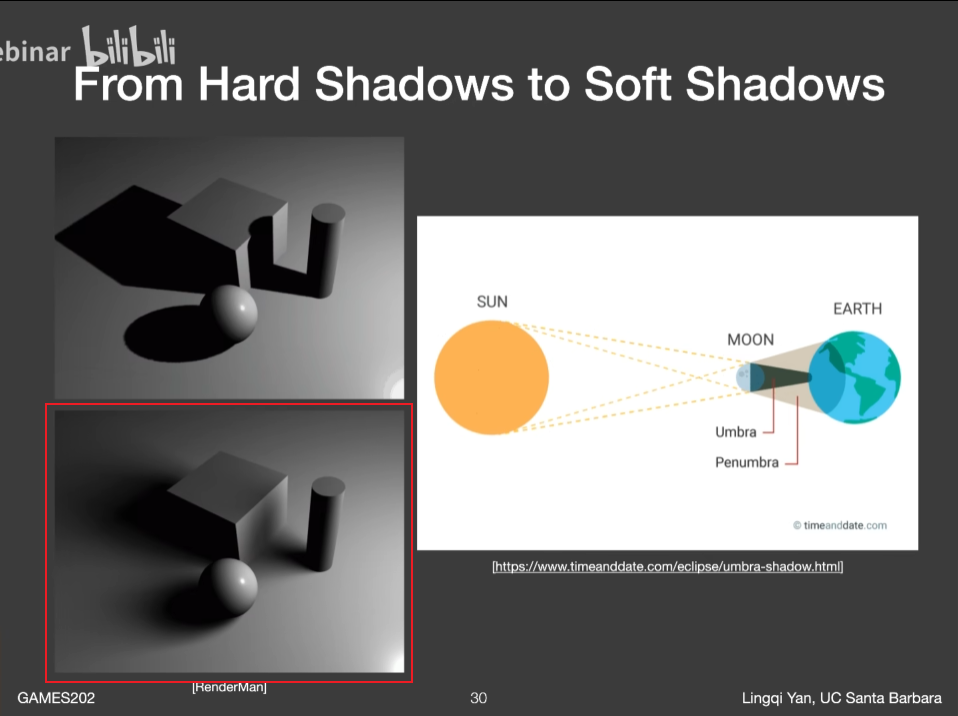 ebinar bilibili
From Hard Shadows to Soft Shadows
SUN
EARTH
MOON
Umbra
Penumbra
© timeanddate.com
[https://www.timeanddate.com/eclipse/umbra-shadow.html]
[RenderMan]
GAMES202
30
Lingqi Yan, UC Santa Barbara